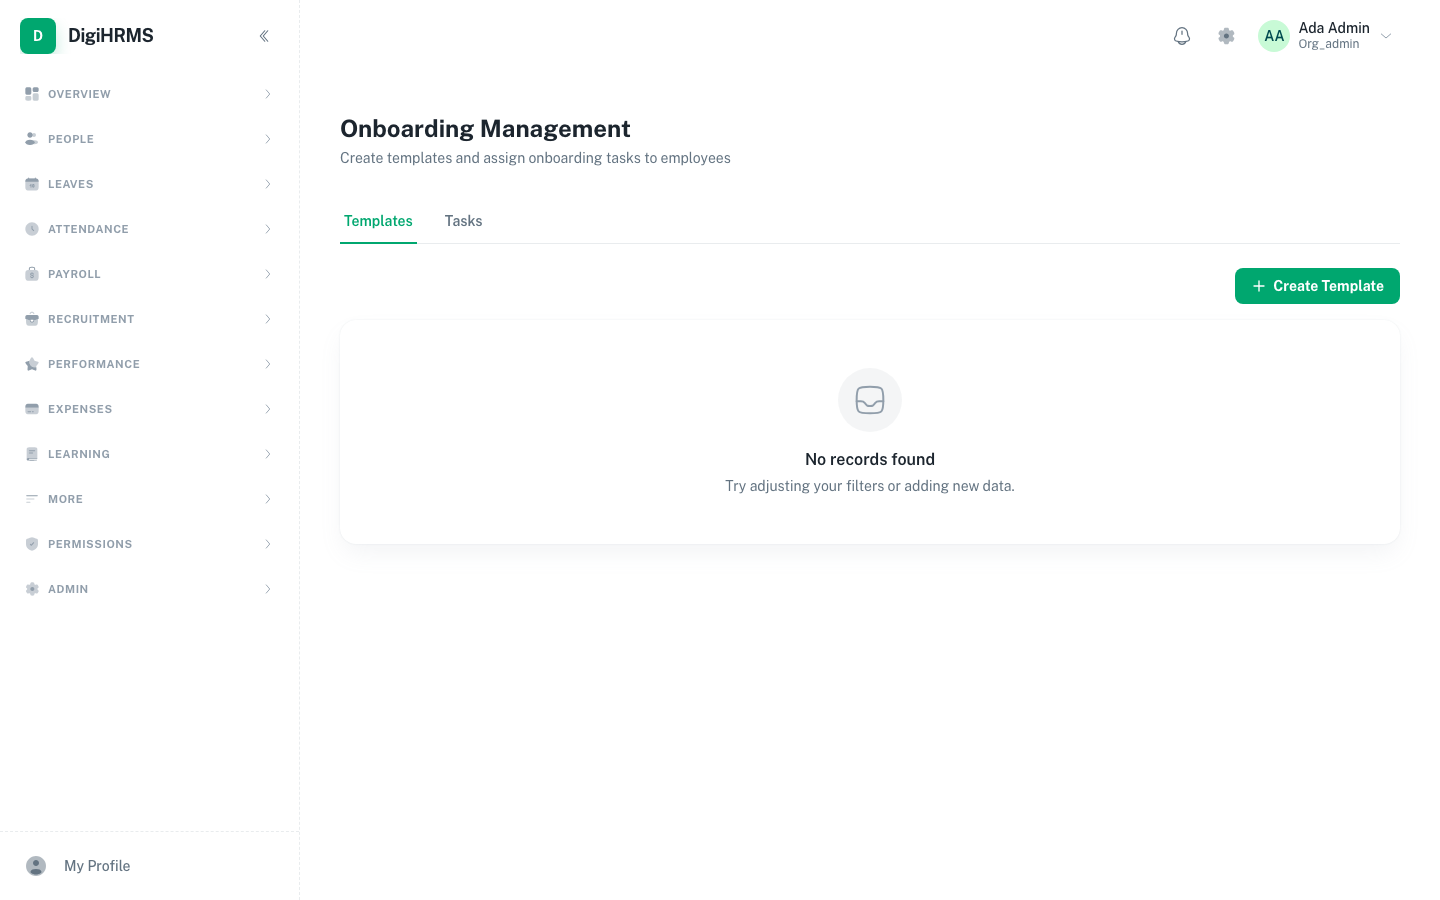 D DigiHRMS
OVERVIEW
PEOPLE
LEAVES
ATTENDANCE
PAYROLL
RECRUITMENT
PERFORMANCE
EXPENSES
LEARNING
MORE
PERMISSIONS
ADMIN
My Profile
AA Ada Admin
Org_admin
Onboarding Management
Create templates and assign onboarding tasks to employees
Templates Tasks
Create Template
No records found
Try adjusting your filters or adding new data.